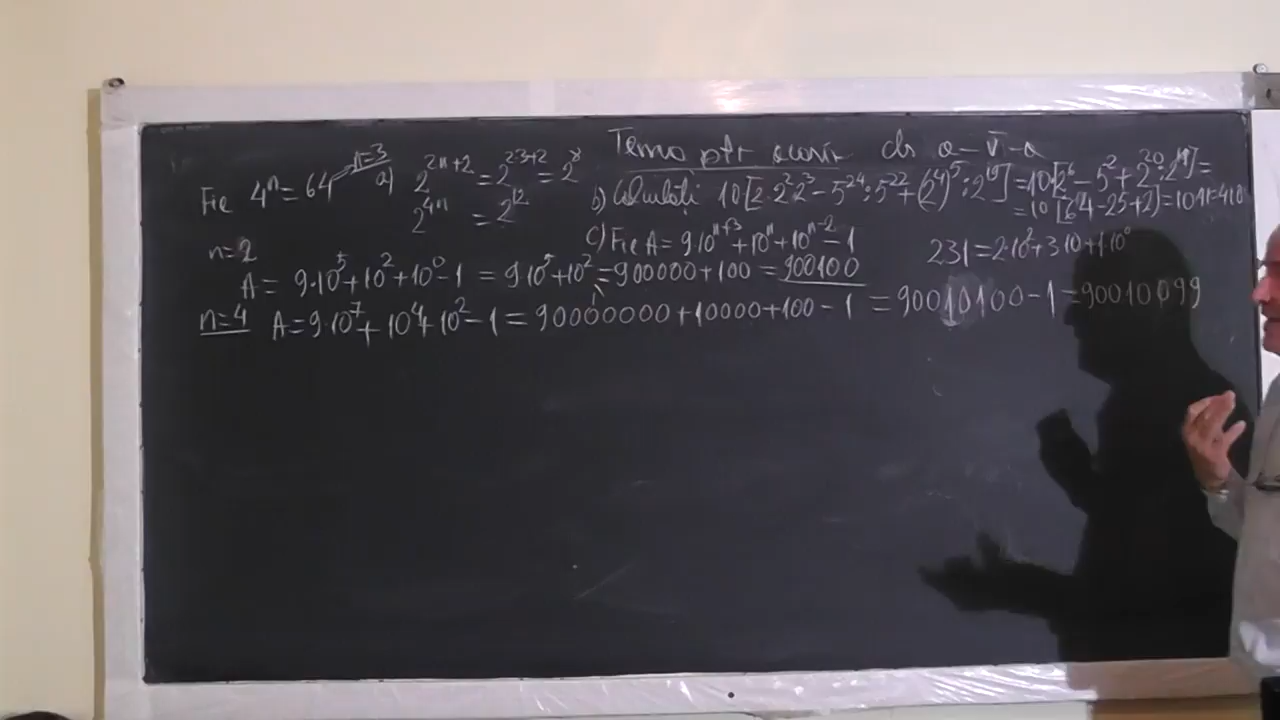 Temă ptr acasă cls a-V-a
Fie 4ⁿ = 64 n=3 a) 2²ⁿ⁺² = 2²·³⁺² = 2⁸
2⁴ⁿ = 2¹²
b) Calculați 10[2·2²·2³ - 5²⁴:5²² + (2⁴)⁵:2¹⁹] = 10·[2⁶ - 5² + 2²⁰:2¹⁹] =
= 10[64-25+2] = 10·41 = 410
c) Fie A = 9·10ⁿ⁺³ + 10ⁿ + 10ⁿ⁻² - 1
231 = 2·10² + 3·10 + 1·10⁰
n=2
A = 9·10⁵ + 10² + 10⁰ - 1 = 9·10⁵ + 10² = 900000 + 100 = 900100
n=4 A = 9·10⁷ + 10⁴ + 10² - 1 = 90000000 + 10000 + 100 - 1 = 90010100 - 1 = 90010099